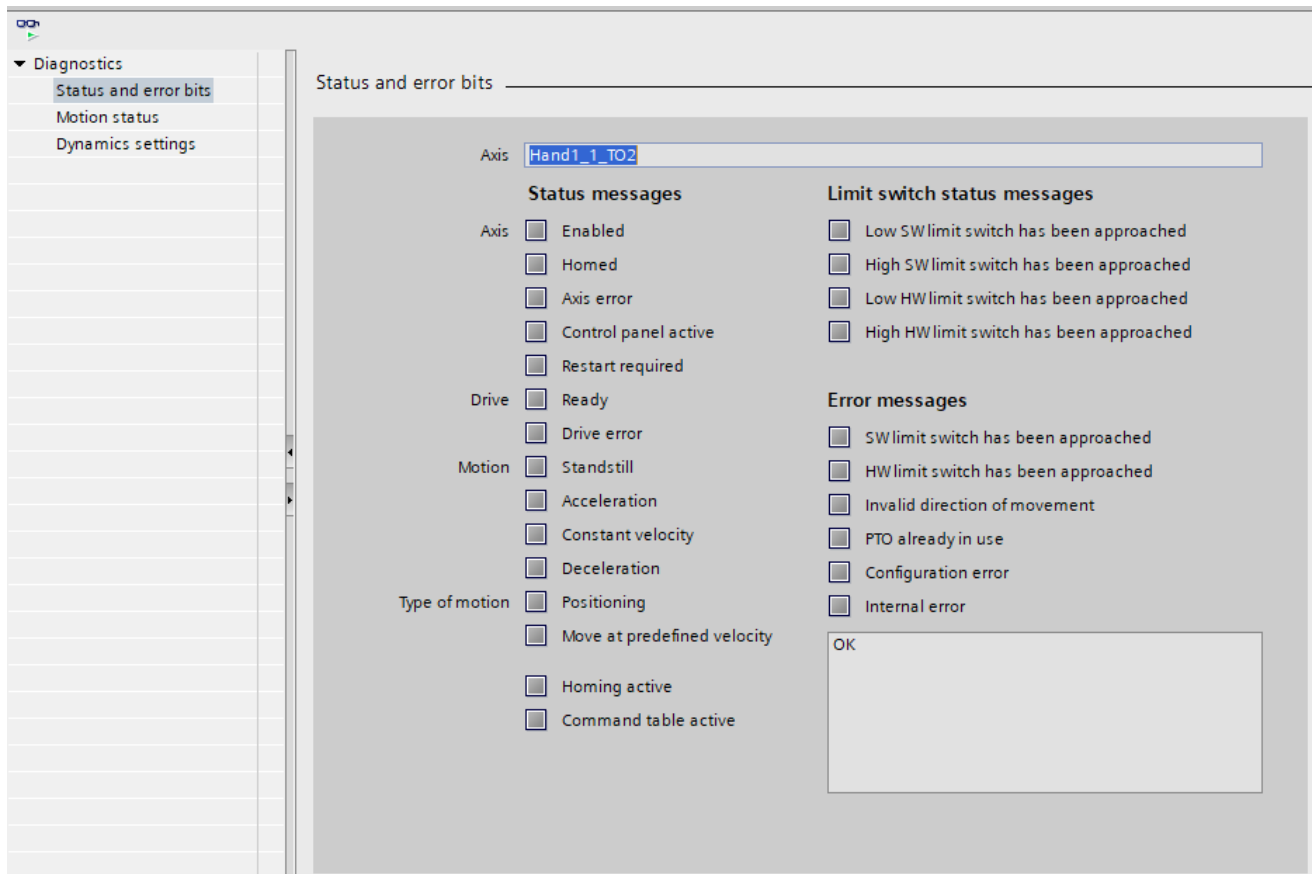 Diagnostics
Status and error bits
Motion status
Dynamics settings
Status and error bits
Axis Hand1_1_TO2
Status messages
Axis Enabled
Homed
Axis error
Control panel active
Restart required
Drive Ready
Drive error
Motion Standstill
Acceleration
Constant velocity
Deceleration
Type of motion Positioning
Move at predefined velocity
Homing active
Command table active
Limit switch status messages
Low SW limit switch has been approached
High SW limit switch has been approached
Low HW limit switch has been approached
High HW limit switch has been approached
Error messages
SW limit switch has been approached
HW limit switch has been approached
Invalid direction of movement
PTO already in use
Configuration error
Internal error
OK